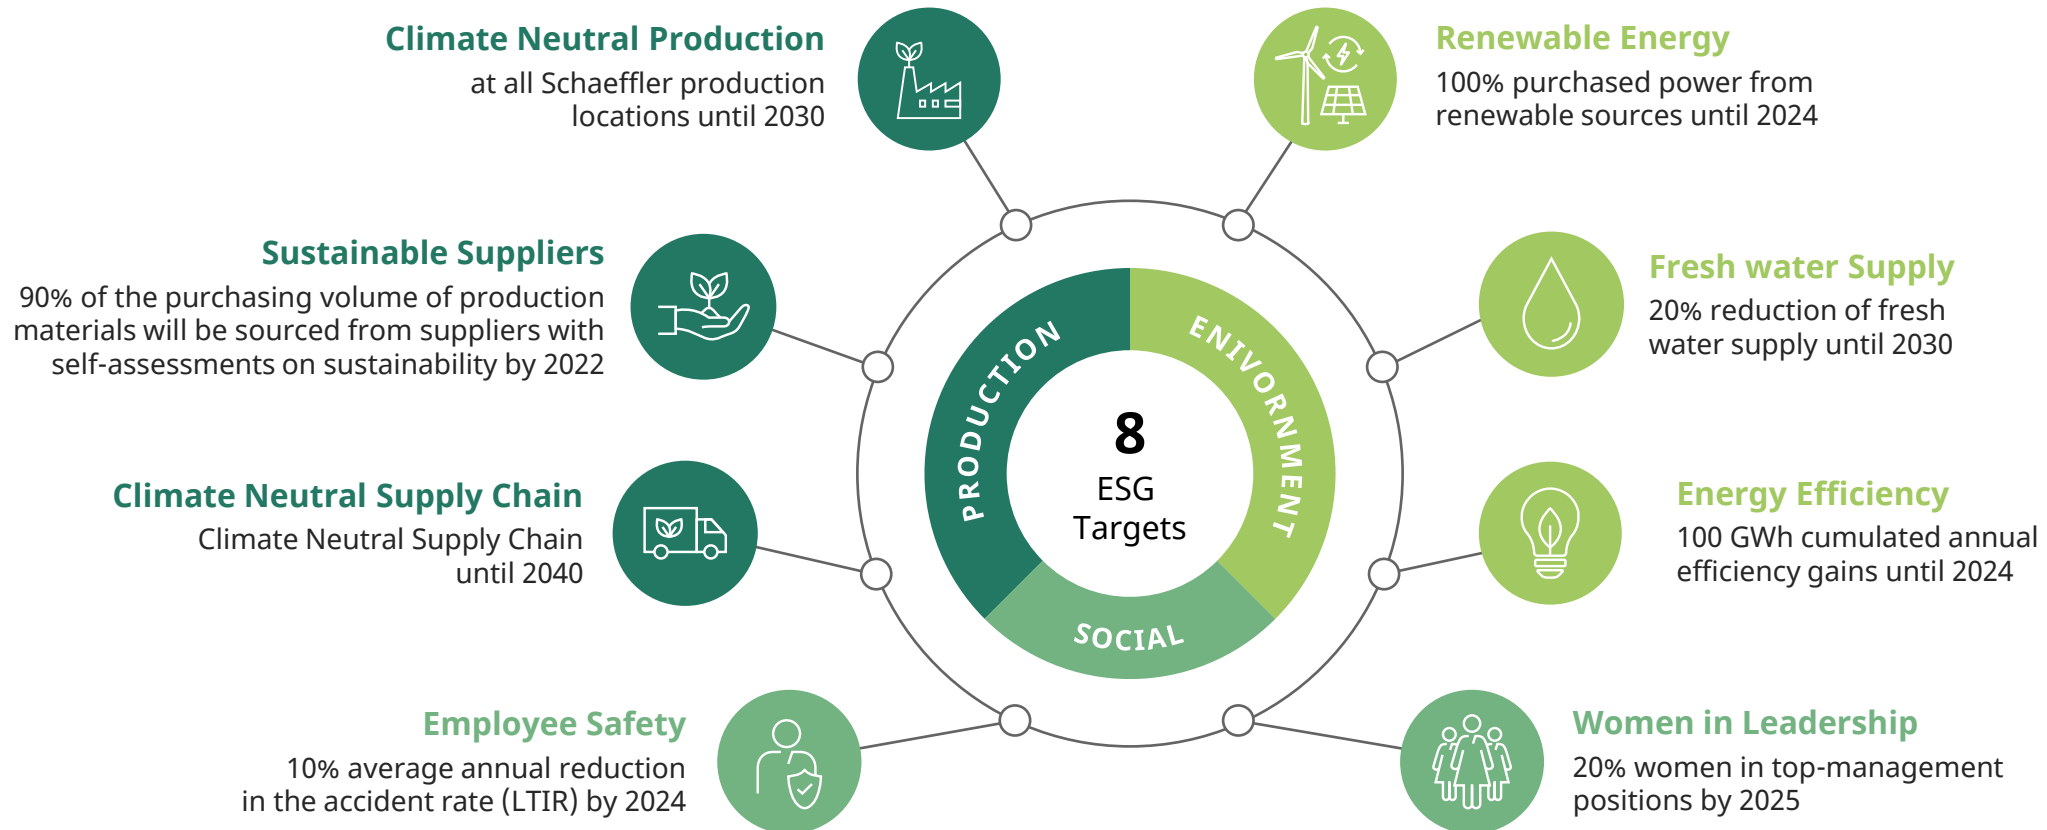 Climate Neutral Production
at all Schaeffler production
locations until 2030
Renewable Energy
100% purchased power from
renewable sources until 2024
Sustainable Suppliers
90% of the purchasing volume of production
materials will be sourced from suppliers with
self-assessments on sustainability by 2022
Fresh water Supply
20% reduction of fresh
water supply until 2030
PRODUCTION
ENIVORNMENT
SOCIAL
8
ESG
Targets
Climate Neutral Supply Chain
Climate Neutral Supply Chain
until 2040
Energy Efficiency
100 GWh cumulated annual
efficiency gains until 2024
Employee Safety
10% average annual reduction
in the accident rate (LTIR) by 2024
Women in Leadership
20% women in top-management
positions by 2025